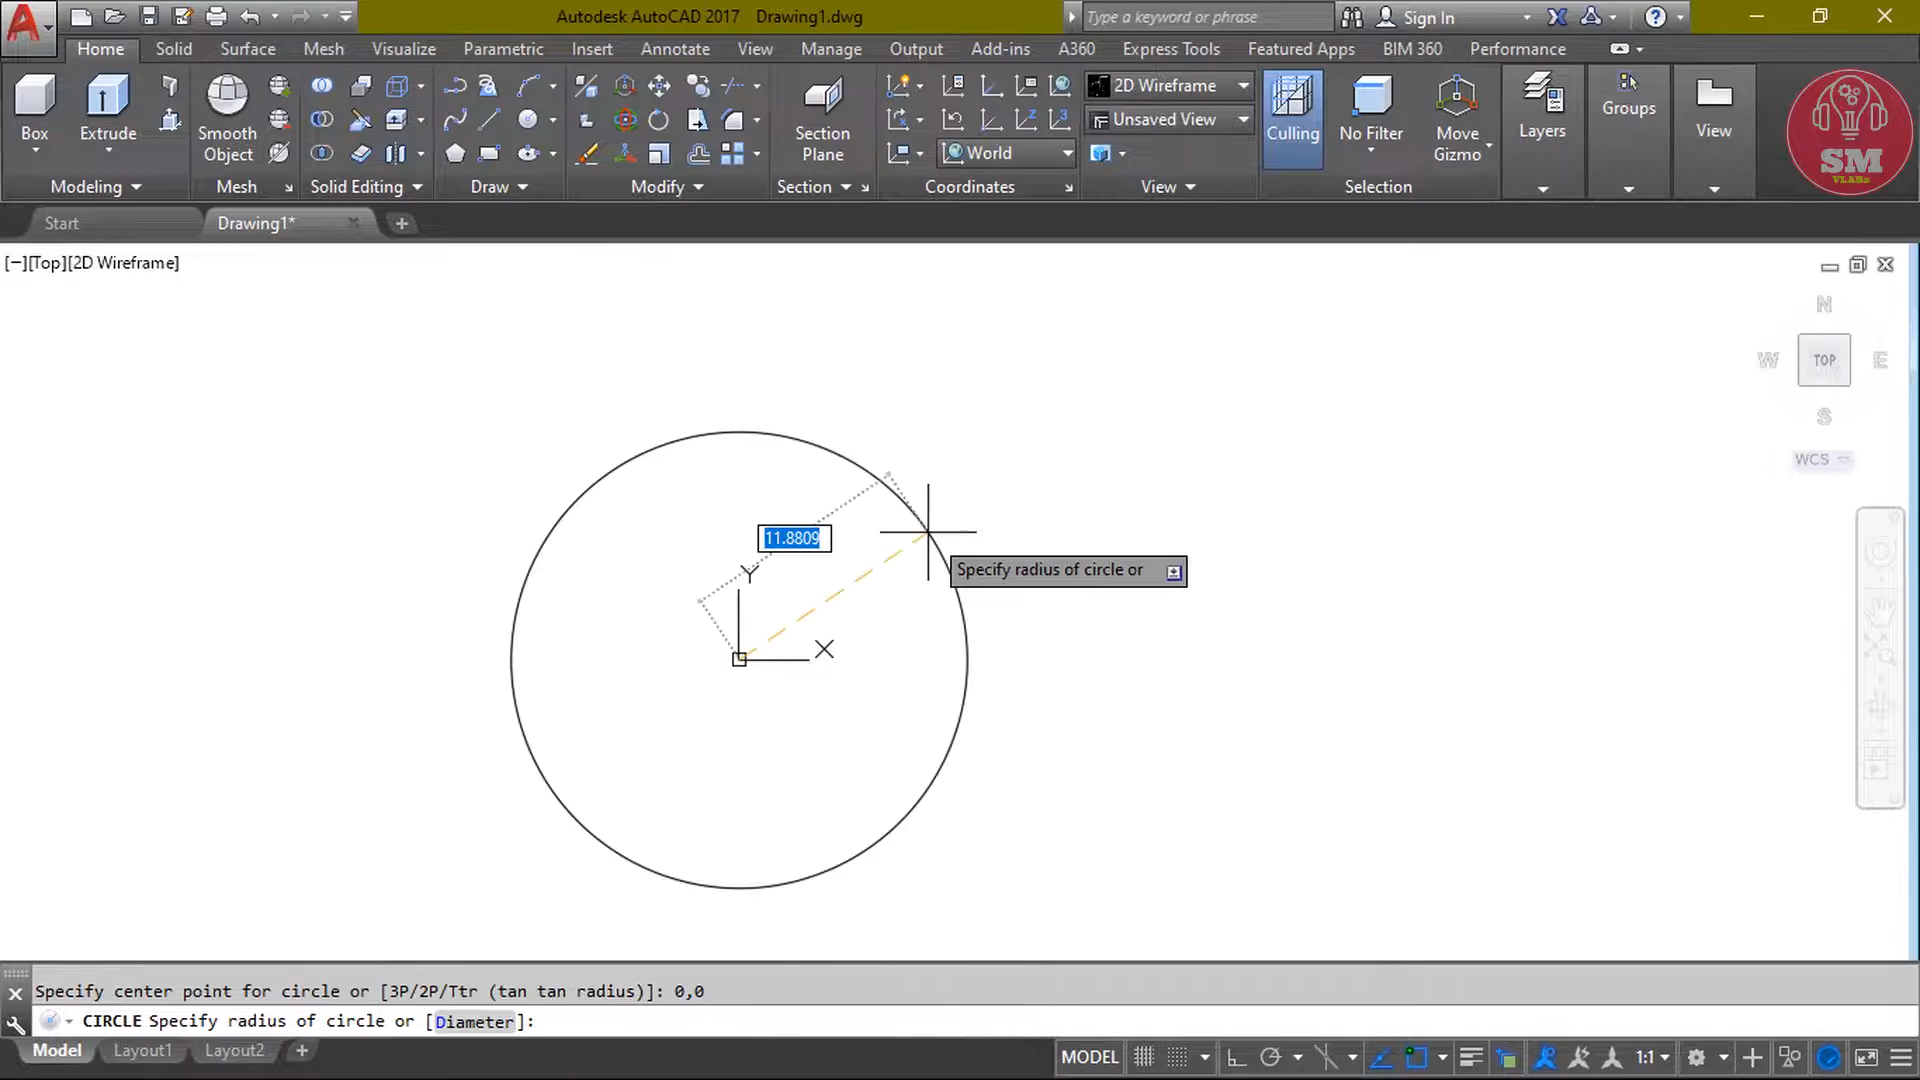 Autodesk AutoCAD 2017 Drawing1.dwg
Type a keyword or phrase
Sign In
Home Solid Surface Mesh Visualize Parametric Insert Annotate View Manage Output Add-ins A360 Express Tools Featured Apps BIM 360 Performance
Box
Extrude
Smooth
Object
Section
Plane
2D Wireframe
Unsaved View
World
Culling
No Filter
Move
Gizmo
Layers
Groups
View
SM
VLABz
Modeling Mesh Solid Editing Draw Modify Section Coordinates View Selection
Start Drawing1*
[−][Top][2D Wireframe]
N
W TOP E
S
WCS
11.8809
Y
X
Specify radius of circle or
Specify center point for circle or [3P/2P/Ttr (tan tan radius)]: 0,0
CIRCLE Specify radius of circle or [Diameter]:
Model Layout1 Layout2 +
MODEL 1:1